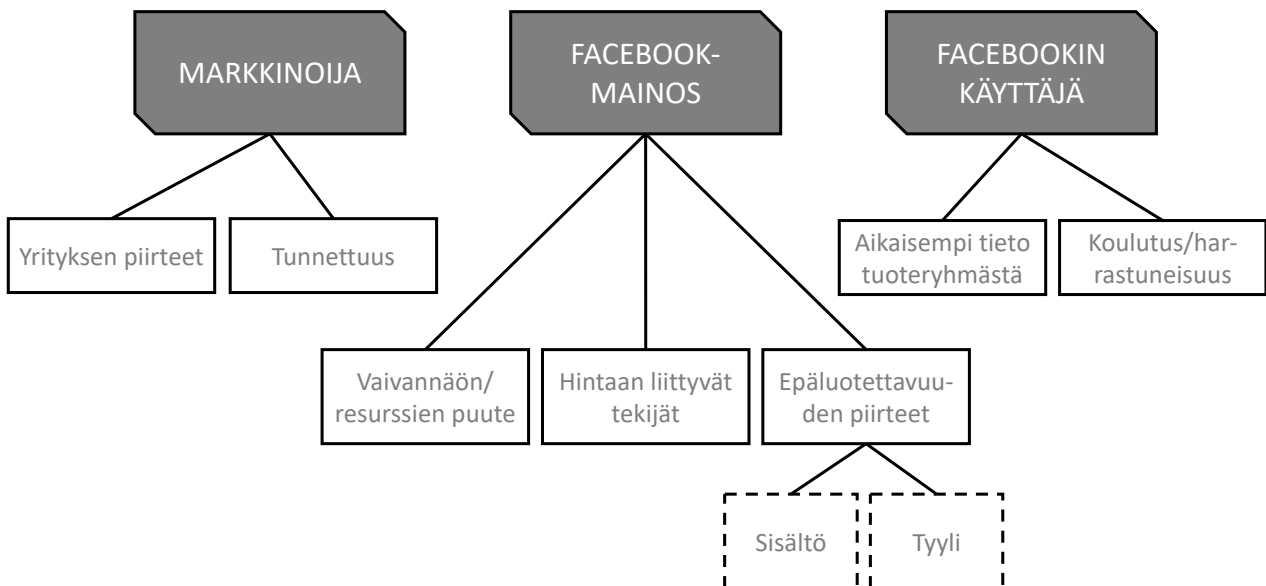 MARKKINOIJA
FACEBOOK-
MAINOS
FACEBOOKIN
KÄYTTÄJÄ
Yrityksen piirteet
Tunnettuus
Aikaisempi tieto
tuoteryhmästä
Koulutus/har-
rastuneisuus
Vaivannäön/
resurssien puute
Hintaan liittyvät
tekijät
Epäluotettavuu-
den piirteet
Sisältö
Tyyli